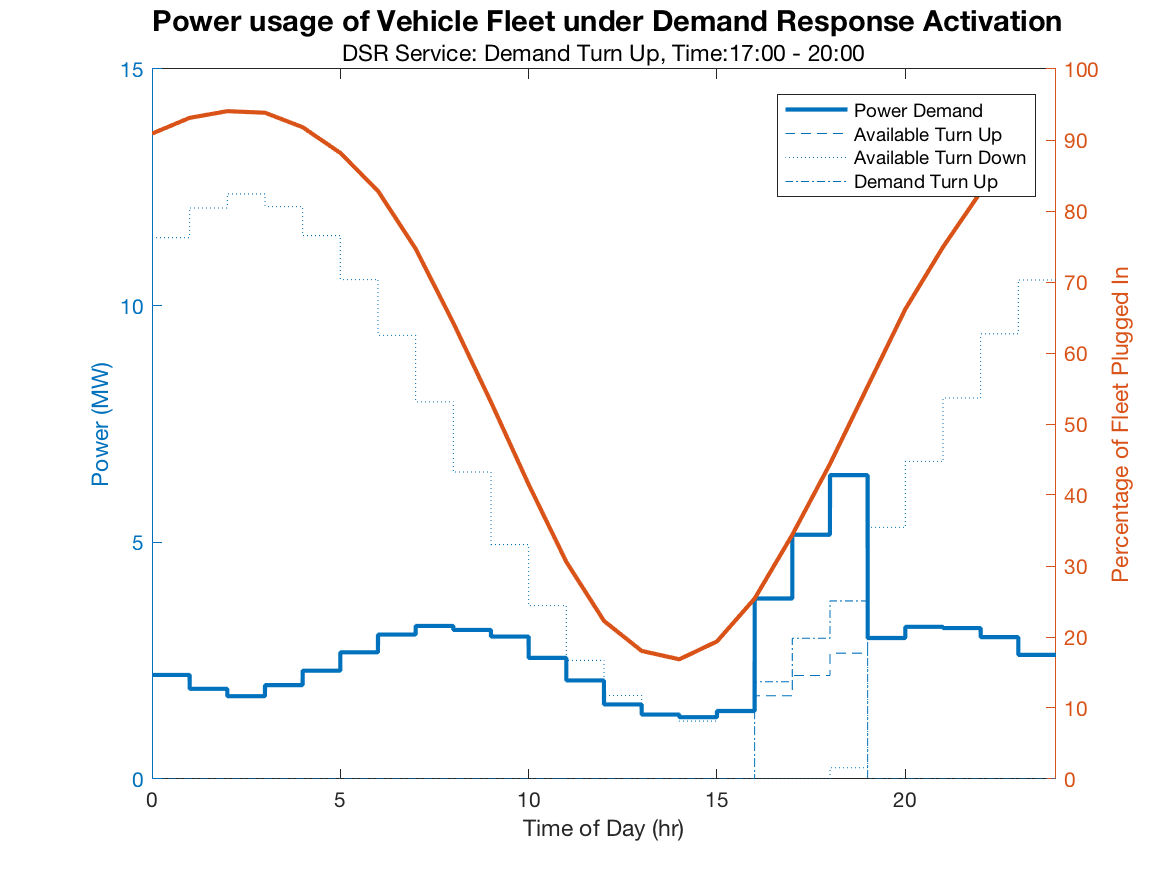 Power usage of Vehicle Fleet under Demand Response Activation
DSR Service: Demand Turn Up, Time:17:00 - 20:00
Power Demand
Available Turn Up
Available Turn Down
Demand Turn Up
Power (MW)
15
10
5
0
Percentage of Fleet Plugged In
100
90
80
70
60
50
40
30
20
10
0
0 5 10 15 20
Time of Day (hr)